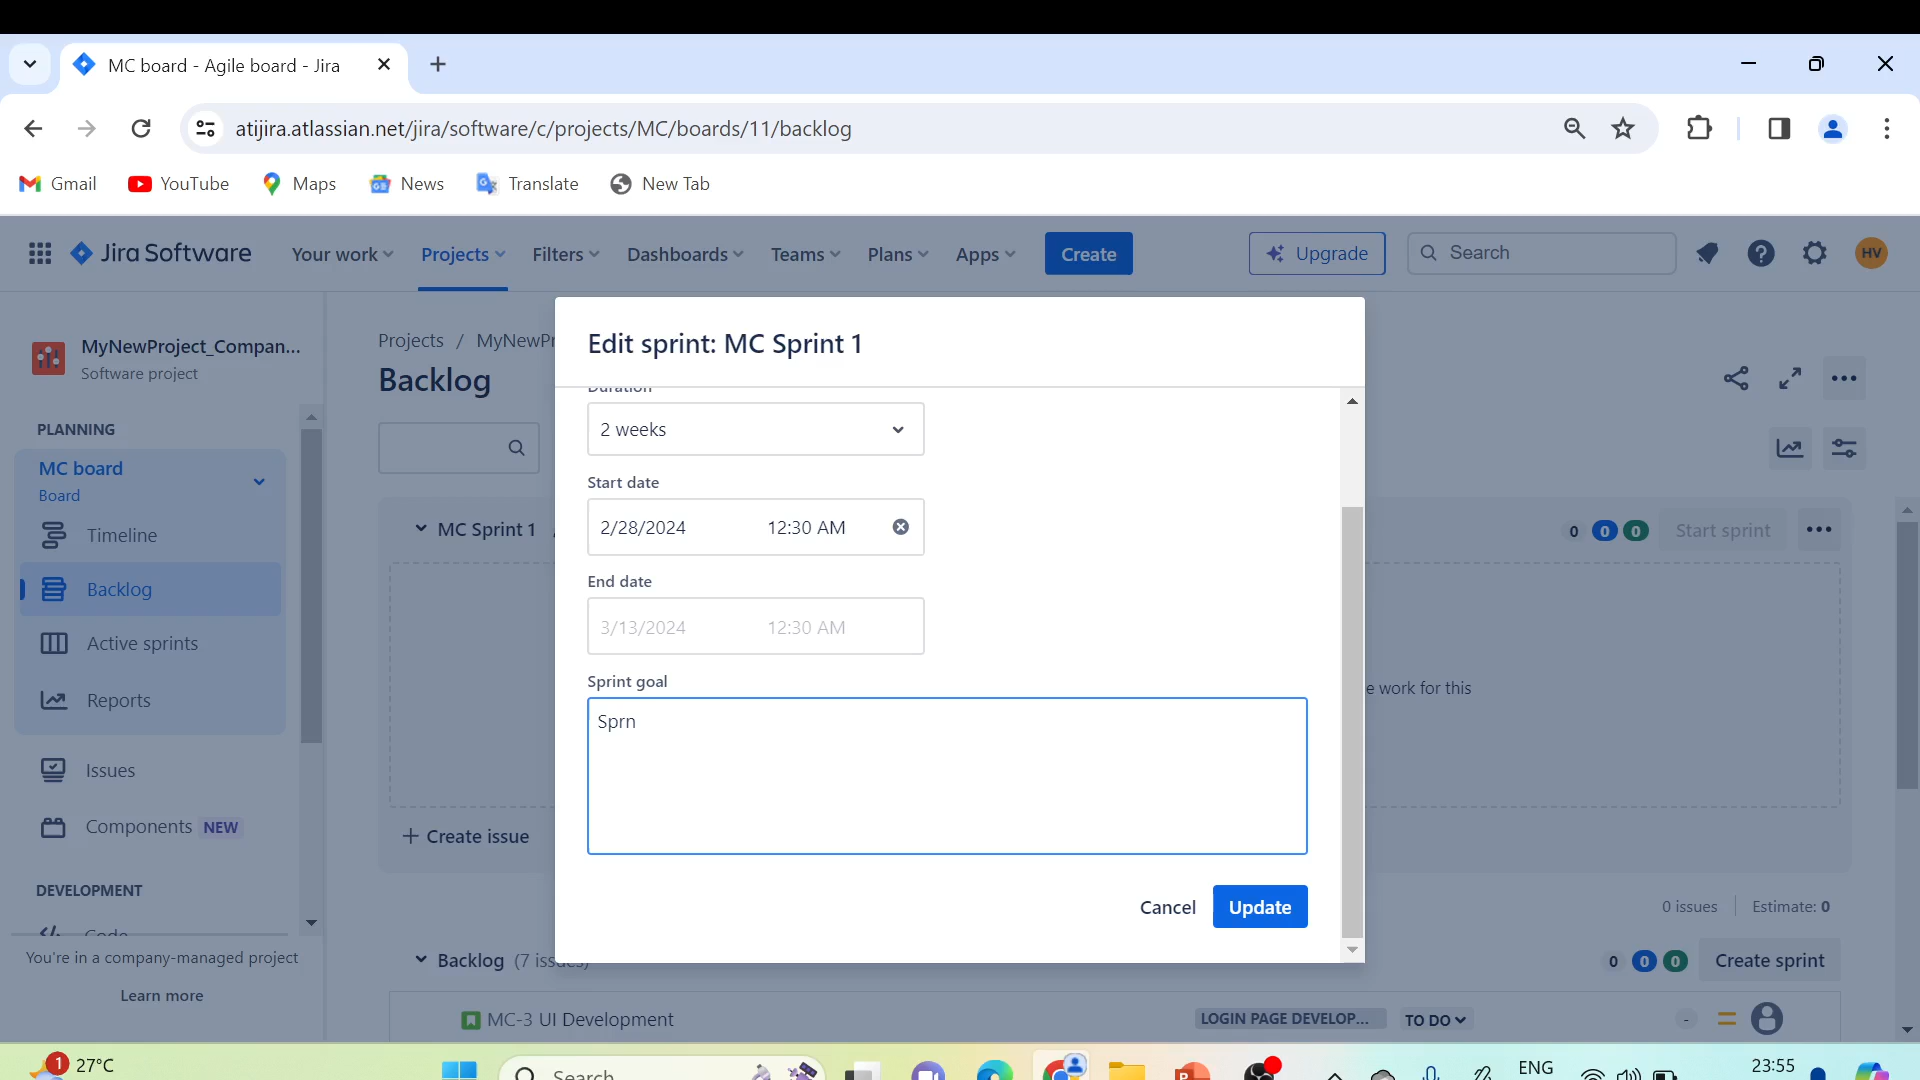 MC board - Agile board - Jira
atijira.atlassian.net/jira/software/c/projects/MC/boards/11/backlog
Gmail YouTube Maps News Translate New Tab
Jira Software Your work Projects Filters Dashboards Teams Plans Apps Create Upgrade Search HV
MyNewProject_Compan...
Software project
PLANNING
MC board
Board
Timeline
Backlog
Active sprints
Reports
Issues
Components NEW
DEVELOPMENT
Code
You're in a company-managed project
Learn more
Projects / MyNewPr
Backlog
MC Sprint 1
0 0 0 Start sprint
e work for this
+ Create issue
0 issues Estimate: 0
Backlog (7 issues)
0 0 0 Create sprint
MC-3 UI Development LOGIN PAGE DEVELOP... TO DO -
Edit sprint: MC Sprint 1
Duration
2 weeks
Start date
2/28/2024 12:30 AM
End date
3/13/2024 12:30 AM
Sprint goal
Sprn
Cancel Update
1 27°C Search ENG 23:55